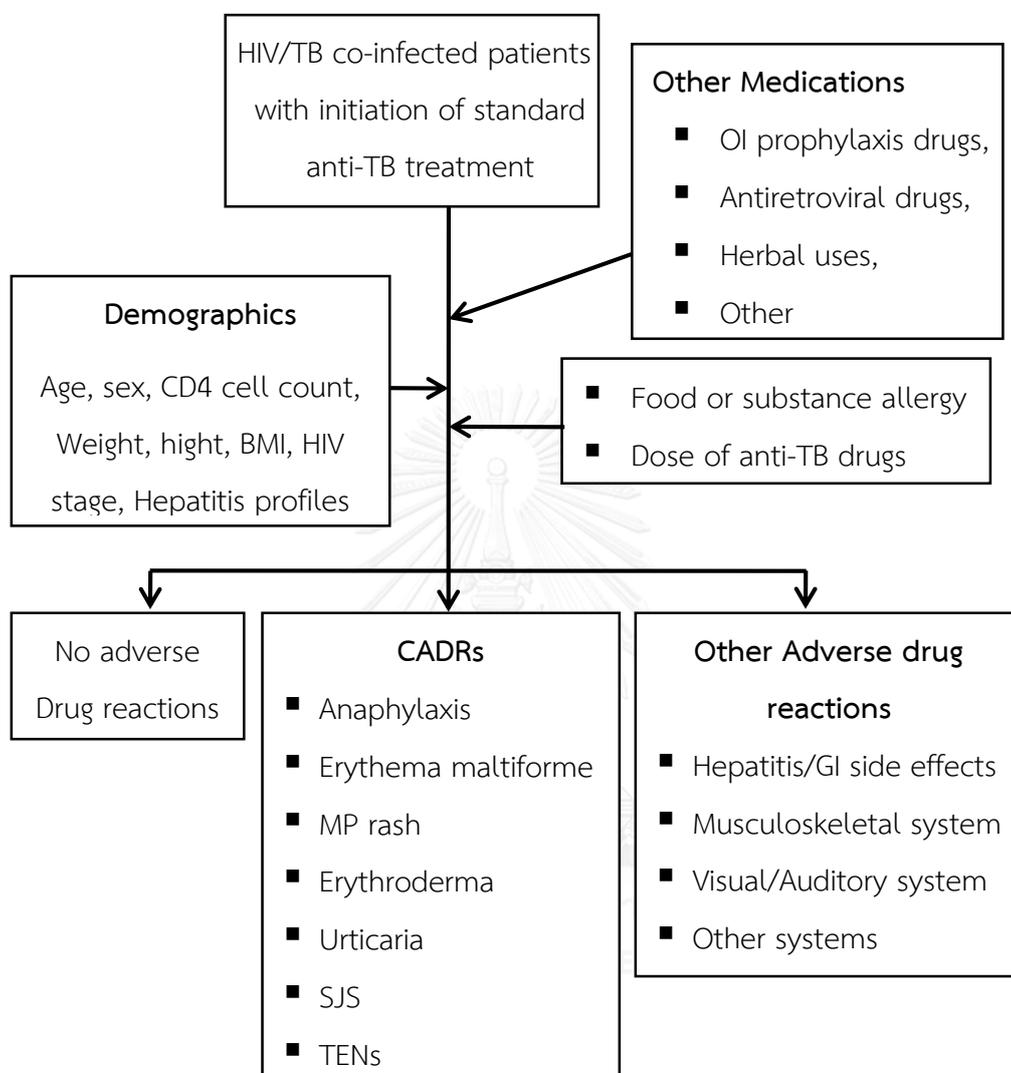 HIV/TB co-infected patients
with initiation of standard
anti-TB treatment
Other Medications
■ OI prophylaxis drugs,
■ Antiretroviral drugs,
■ Herbal uses,
■ Other
Demographics
Age, sex, CD4 cell count,
Weight, hight, BMI, HIV
stage, Hepatitis profiles
■ Food or substance allergy
■ Dose of anti-TB drugs
No adverse
Drug reactions
CADRs
■ Anaphylaxis
■ Erythema maltiforme
■ MP rash
■ Erythroderma
■ Urticaria
■ SJS
■ TENs
Other Adverse drug
reactions
■ Hepatitis/GI side effects
■ Musculoskeletal system
■ Visual/Auditory system
■ Other systems